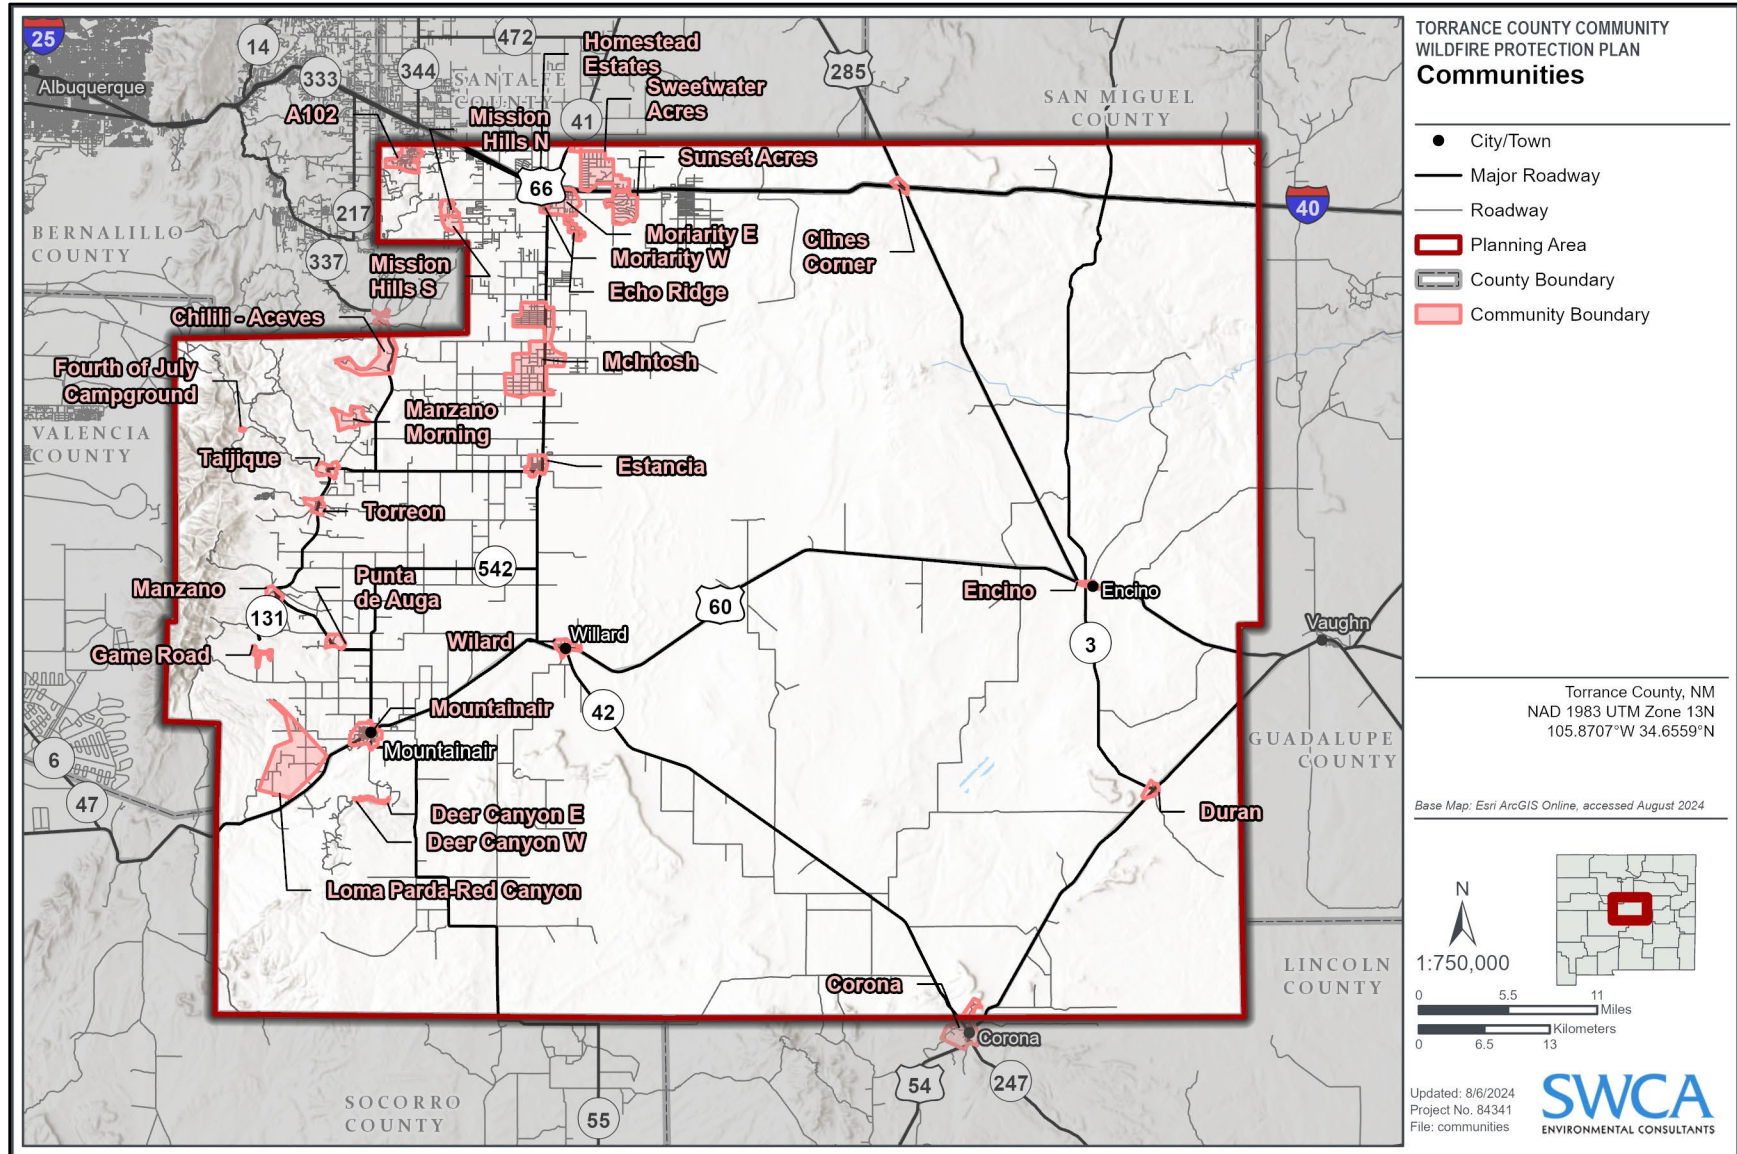 TORRANCE COUNTY COMMUNITY
WILDFIRE PROTECTION PLAN
Communities
City/Town
Major Roadway
Roadway
Planning Area
County Boundary
Community Boundary
Torrance County, NM
NAD 1983 UTM Zone 13N
105.8707°W 34.6559°N
Base Map: Esri ArcGIS Online, accessed August 2024
N
1:750,000
0 5.5 11
Miles
Kilometers
0 6.5 13
Updated: 8/6/2024
Project No. 84341
File: communities
SWCA
ENVIRONMENTAL CONSULTANTS
25
14
472
Homestead
Estates
285
333
344
SANTA FE
COUNTY
Albuquerque
Sweetwater
Acres
SAN MIGUEL
COUNTY
A102
Mission
Hills N
41
Sunset Acres
66
40
217
BERNALILLO
COUNTY
Moriarity E
Moriarity W
Echo Ridge
Clines
Corner
337
Mission
Hills S
Chilili - Aceves
McIntosh
Fourth of July
Campground
Manzano
Morning
VALENCIA
COUNTY
Taijique
Estancia
Torreon
542
Punta
de Auga
Manzano
131
Encino
Encino
60
Vaughn
Wilard
Willard
3
Game Road
Mountainair
42
Mountainair
GUADALUPE
COUNTY
6
47
Deer Canyon E
Deer Canyon W
Duran
Loma Parda-Red Canyon
LINCOLN
COUNTY
Corona
Corona
54
247
SOCORRO
COUNTY
55